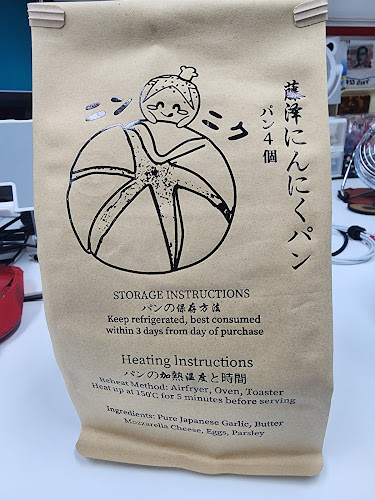 藤澤にんにくパン
パン4個
ニンニク
STORAGE INSTRUCTIONS
パンの保存方法
Keep refrigerated, best consumed
within 3 days from day of purchase
Heating Instructions
パンの加熱温度と時間
Reheat Method: Airfryer, Oven, Toaster
Heat up at 150℃ for 5 minutes before serving
Ingredients: Pure Japanese Garlic, Butter
Mozzarella Cheese, Eggs, Parsley